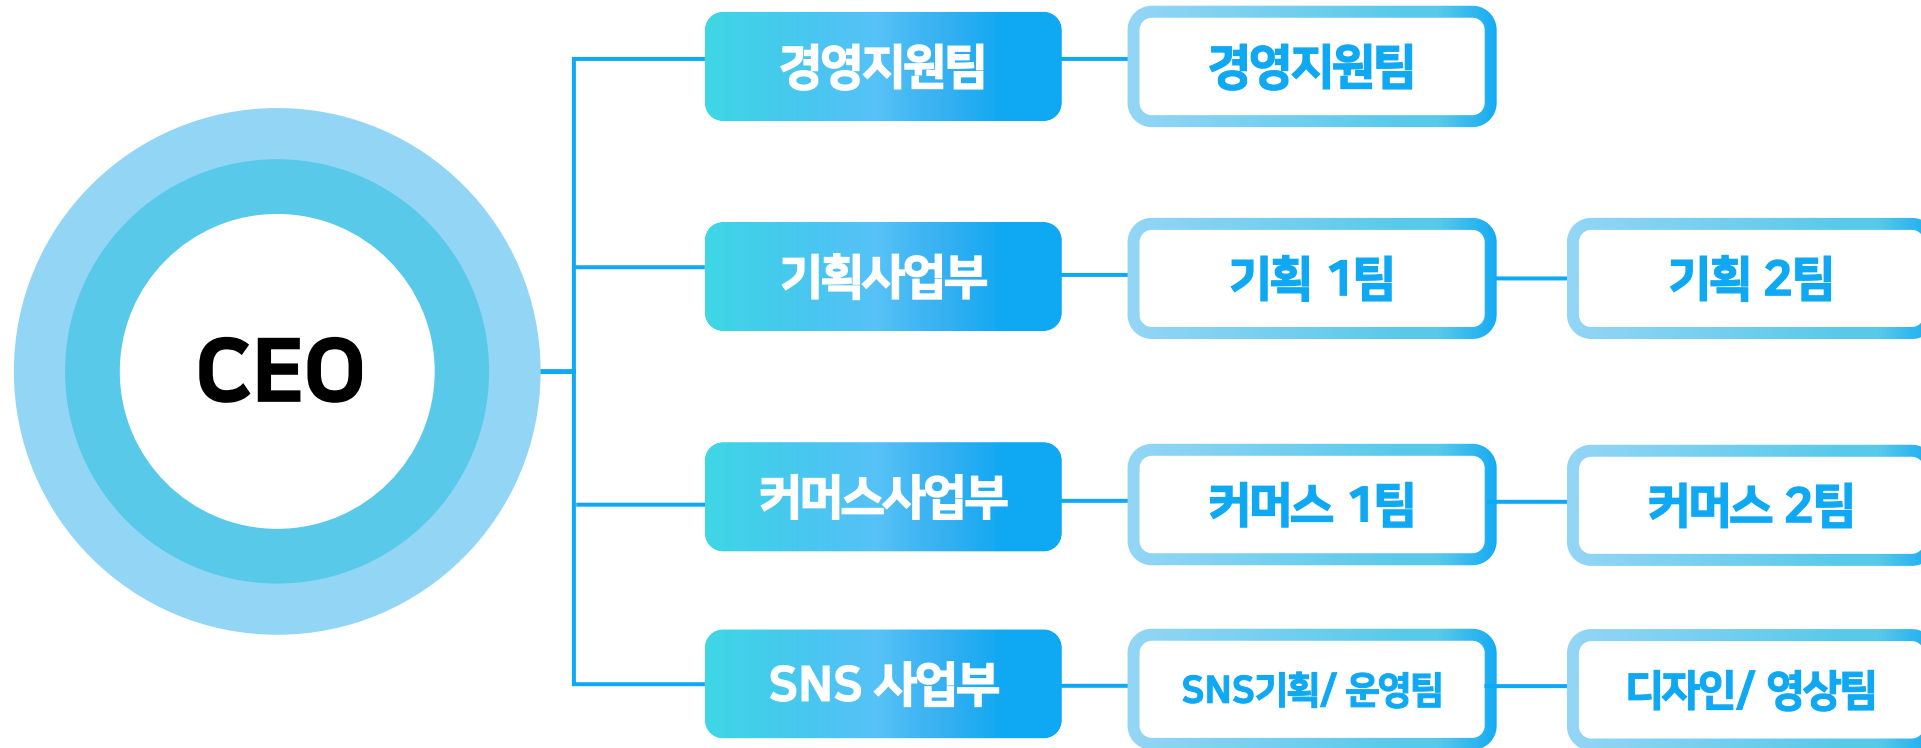 CEO
경영지원팀
경영지원팀
기획사업부
기획 1팀
기획 2팀
커머스사업부
커머스 1팀
커머스 2팀
SNS 사업부
SNS기획/ 운영팀
디자인/ 영상팀